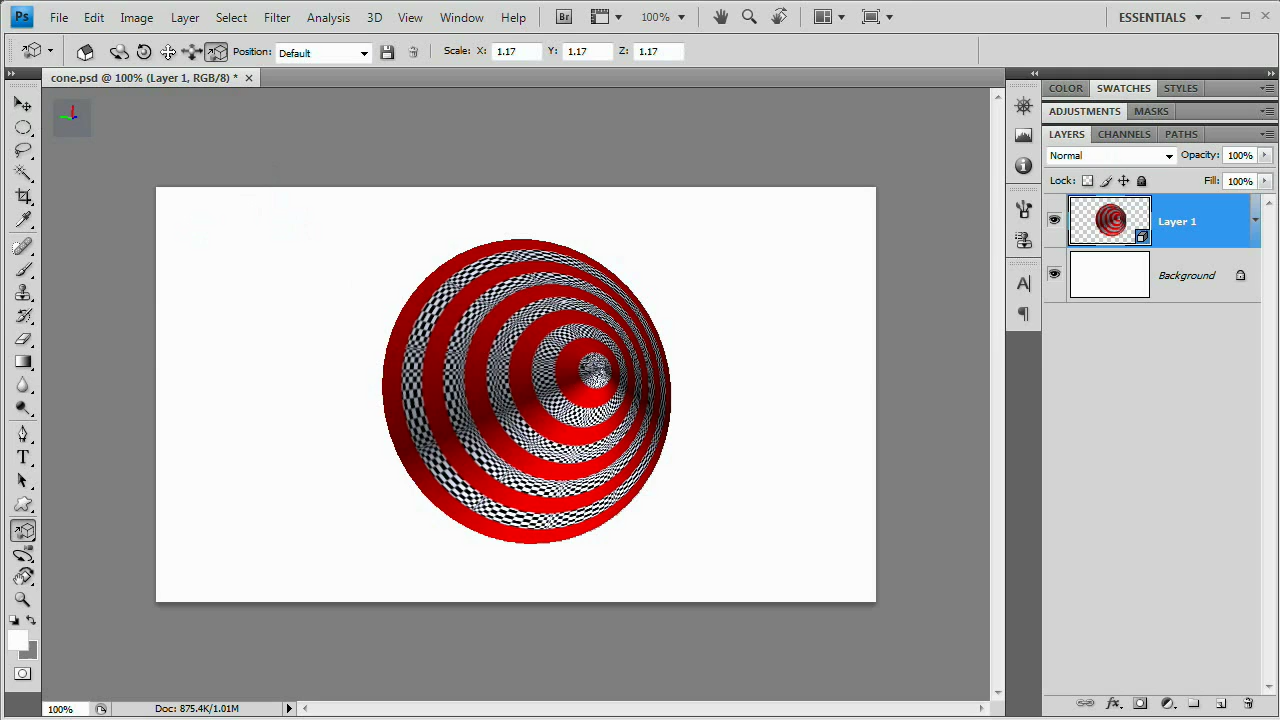 Ps File Edit Image Layer Select Filter Analysis 3D View Window Help Br 100% ESSENTIALS
Position: Default Scale: X: 1.17 Y: 1.17 Z: 1.17
cone.psd @ 100% (Layer 1, RGB/8) * ×
COLOR SWATCHES STYLES
ADJUSTMENTS MASKS
LAYERS CHANNELS PATHS
Normal Opacity: 100%
Lock: Fill: 100%
Layer 1
Background
A
T
fx
100% Doc: 875.4K/1.01M